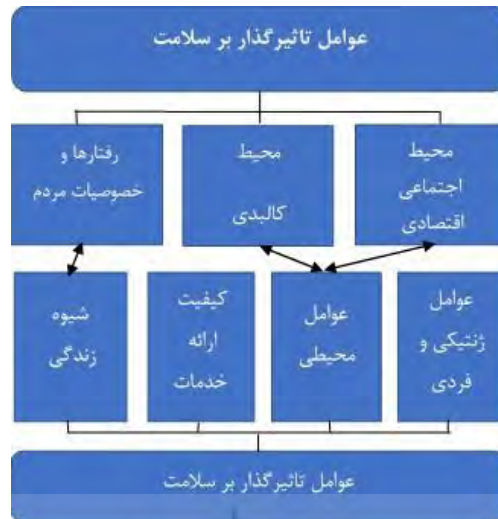 عوامل تاثیرگذار بر سلامت
محیط
اجتماعی
اقتصادی
محیط
کالبدی
رفتارها و
خصوصیات مردم
عوامل
ژنتیکی و
فردی
عوامل
محیطی
کیفیت
ارائه
خدمات
شیوه
زندگی
عوامل تاثیرگذار بر سلامت